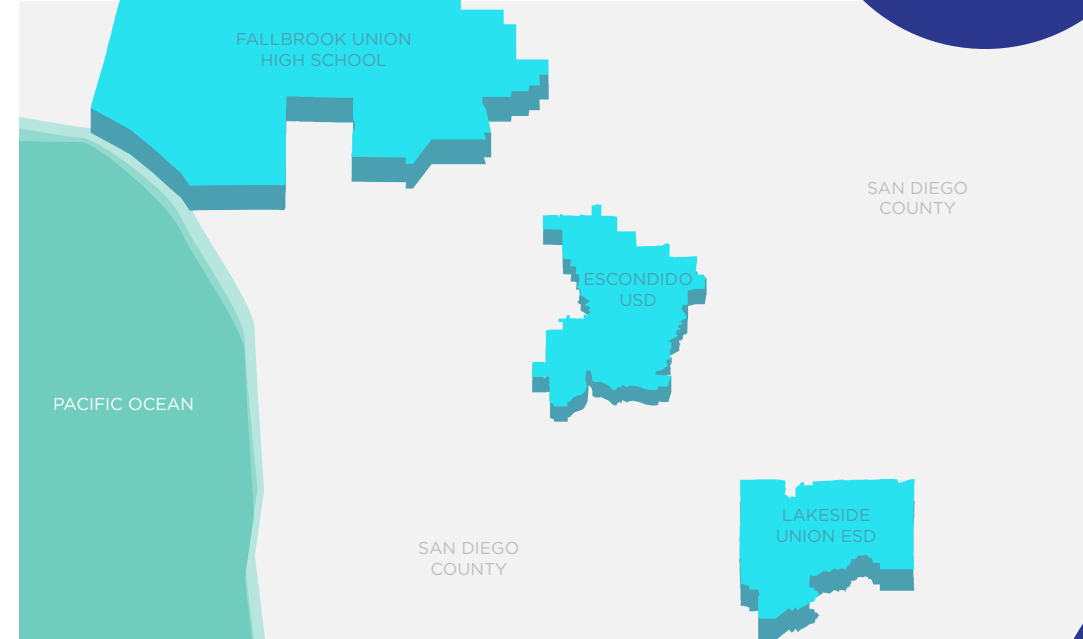 FALLBROOK UNION
HIGH SCHOOL
SAN DIEGO
COUNTY
ESCONDIDO
USD
PACIFIC OCEAN
LAKESIDE
UNION ESD
SAN DIEGO
COUNTY